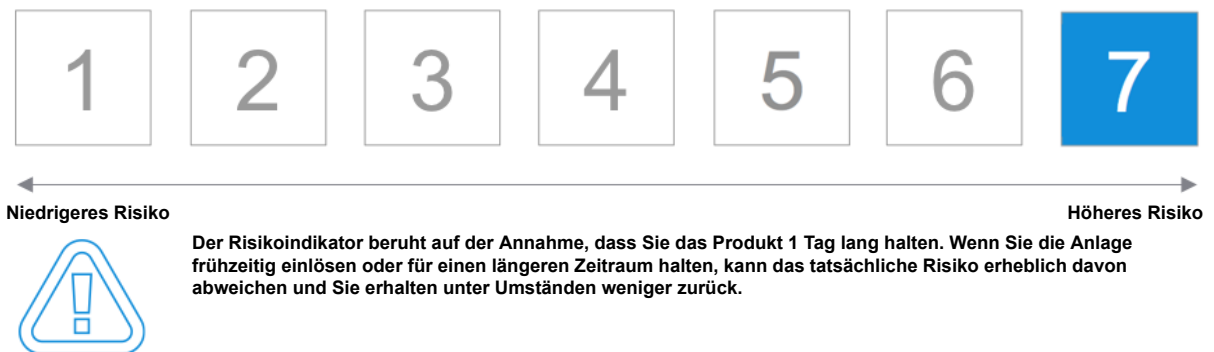 1 2 3 4 5 6 7
Niedrigeres Risiko Höheres Risiko
Der Risikoindikator beruht auf der Annahme, dass Sie das Produkt 1 Tag lang halten. Wenn Sie die Anlage
frühzeitig einlösen oder für einen längeren Zeitraum halten, kann das tatsächliche Risiko erheblich davon
abweichen und Sie erhalten unter Umständen weniger zurück.